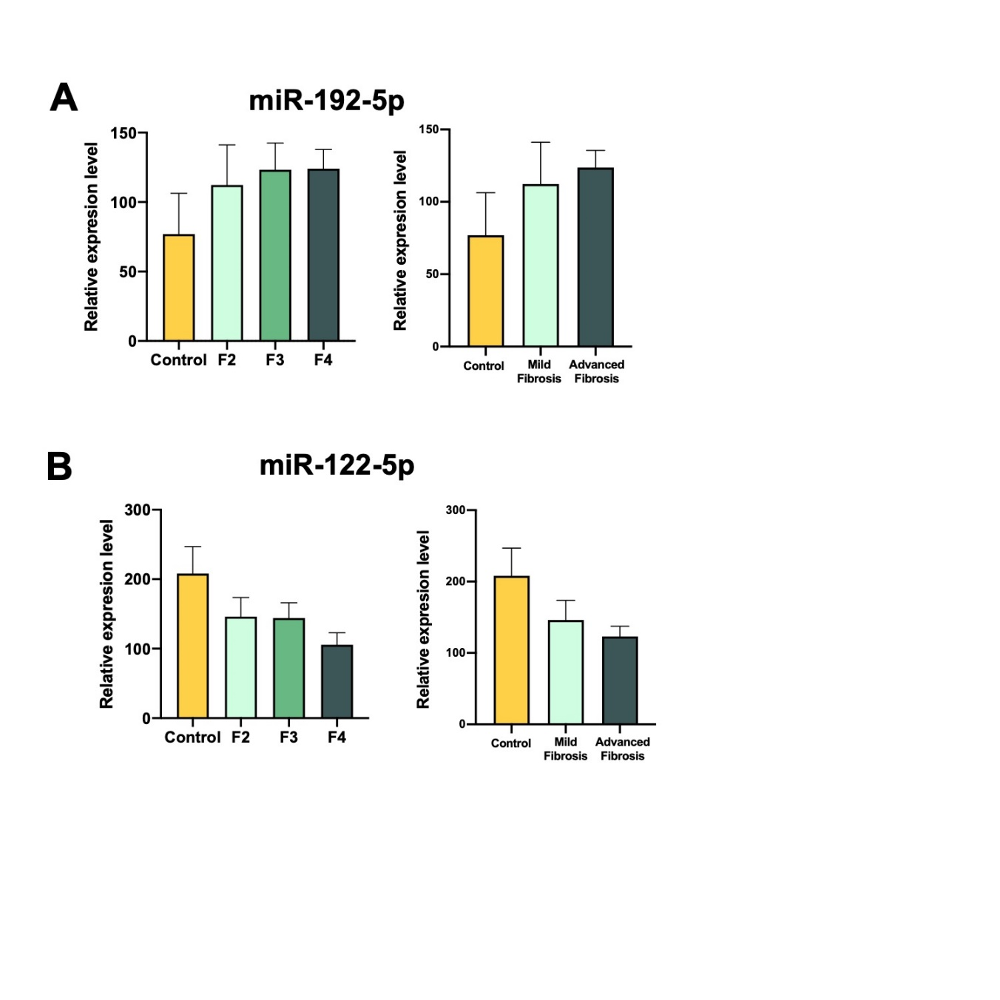 A
miR-192-5p
Relative expresion level
150
100
50
0
Control F2 F3 F4
Relative expresion level
150
100
50
0
Control Mild Fibrosis Advanced Fibrosis
B
miR-122-5p
Relative expresion level
300
200
100
0
Control F2 F3 F4
Relative expresion level
300
200
100
0
Control Mild Fibrosis Advanced Fibrosis